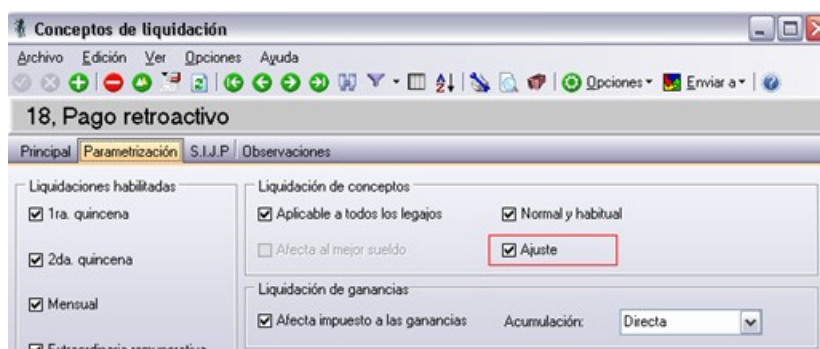 Conceptos de liquidación
Archivo Edición Ver Opciones Ayuda
Opciones Enviar a
18, Pago retroactivo
Principal Parametrización S.I.J.P Observaciones
Liquidaciones habilitadas
1ra. quincena
2da. quincena
Mensual
Extraordinaria remunerativa
Liquidación de conceptos
Aplicable a todos los legajos Normal y habitual
Afecta al mejor sueldo Ajuste
Liquidación de ganancias
Afecta impuesto a las ganancias Acumulación: Directa